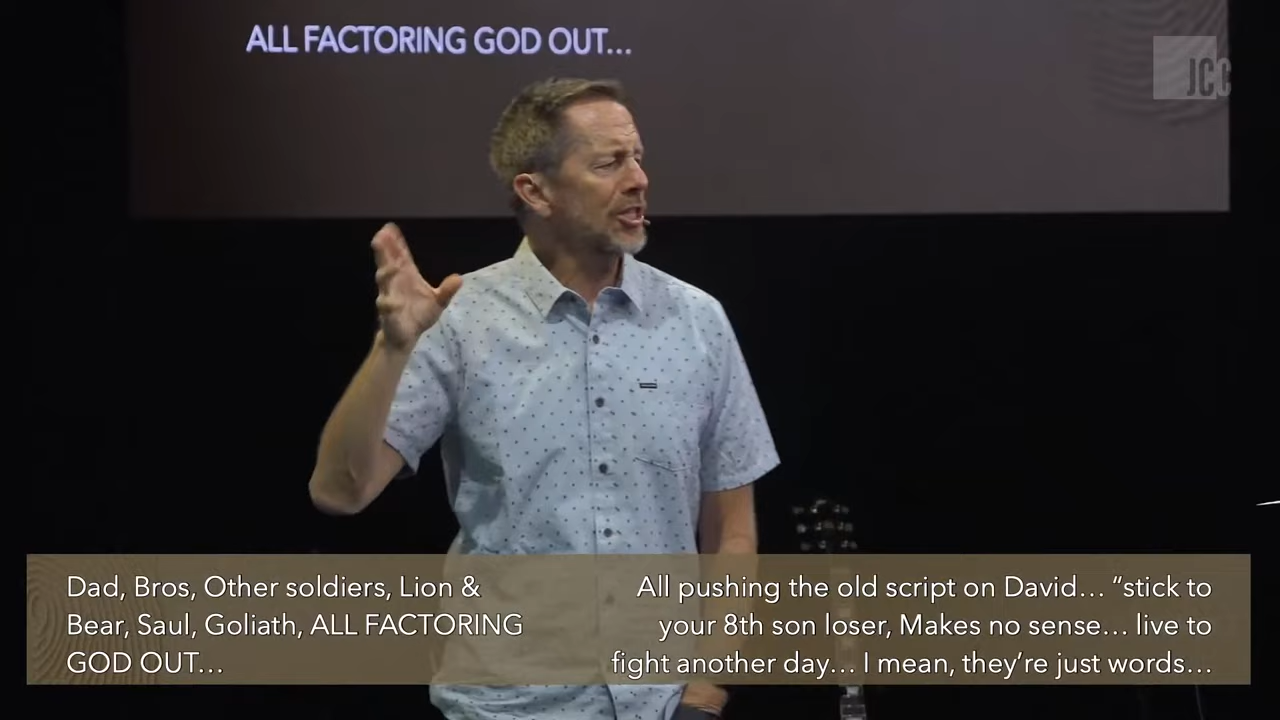 ALL FACTORING GOD OUT...
JCC
Dad, Bros, Other soldiers, Lion &
Bear, Saul, Goliath, ALL FACTORING
GOD OUT...
All pushing the old script on David... “stick to
your 8th son loser, Makes no sense... live to
fight another day... I mean, they’re just words...